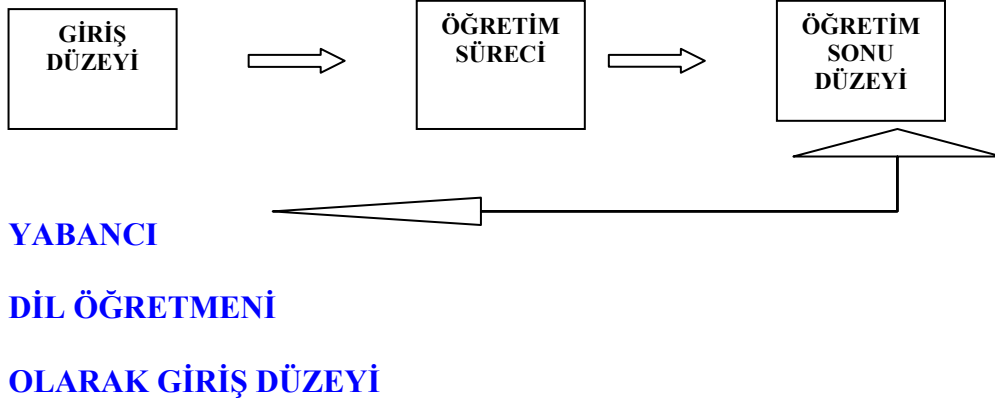 GİRİŞ
DÜZEYİ
ÖĞRETİM
SÜRECİ
ÖĞRETİM
SONU
DÜZEYİ
YABANCI
DİL ÖĞRETMENİ
OLARAK GİRİŞ DÜZEYİ